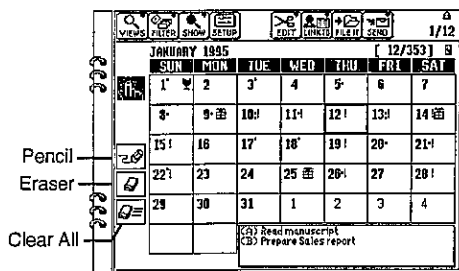 VIEWS FILTER SHOW SETUP EDIT LINKTO FILE IT SEND 1/12
JANUARY 1995 [ 12/353]
SUN MON TUE WED THU FRI SAT
1 2 3 4 5 6 7
8 9 10 11 12 13 14
15 16 17 18 19 20 21
22 23 24 25 26 27 28
29 30 31 1 2 3 4
(A) Read manuscript
(B) Prepare Sales report
Pencil
Eraser
Clear All